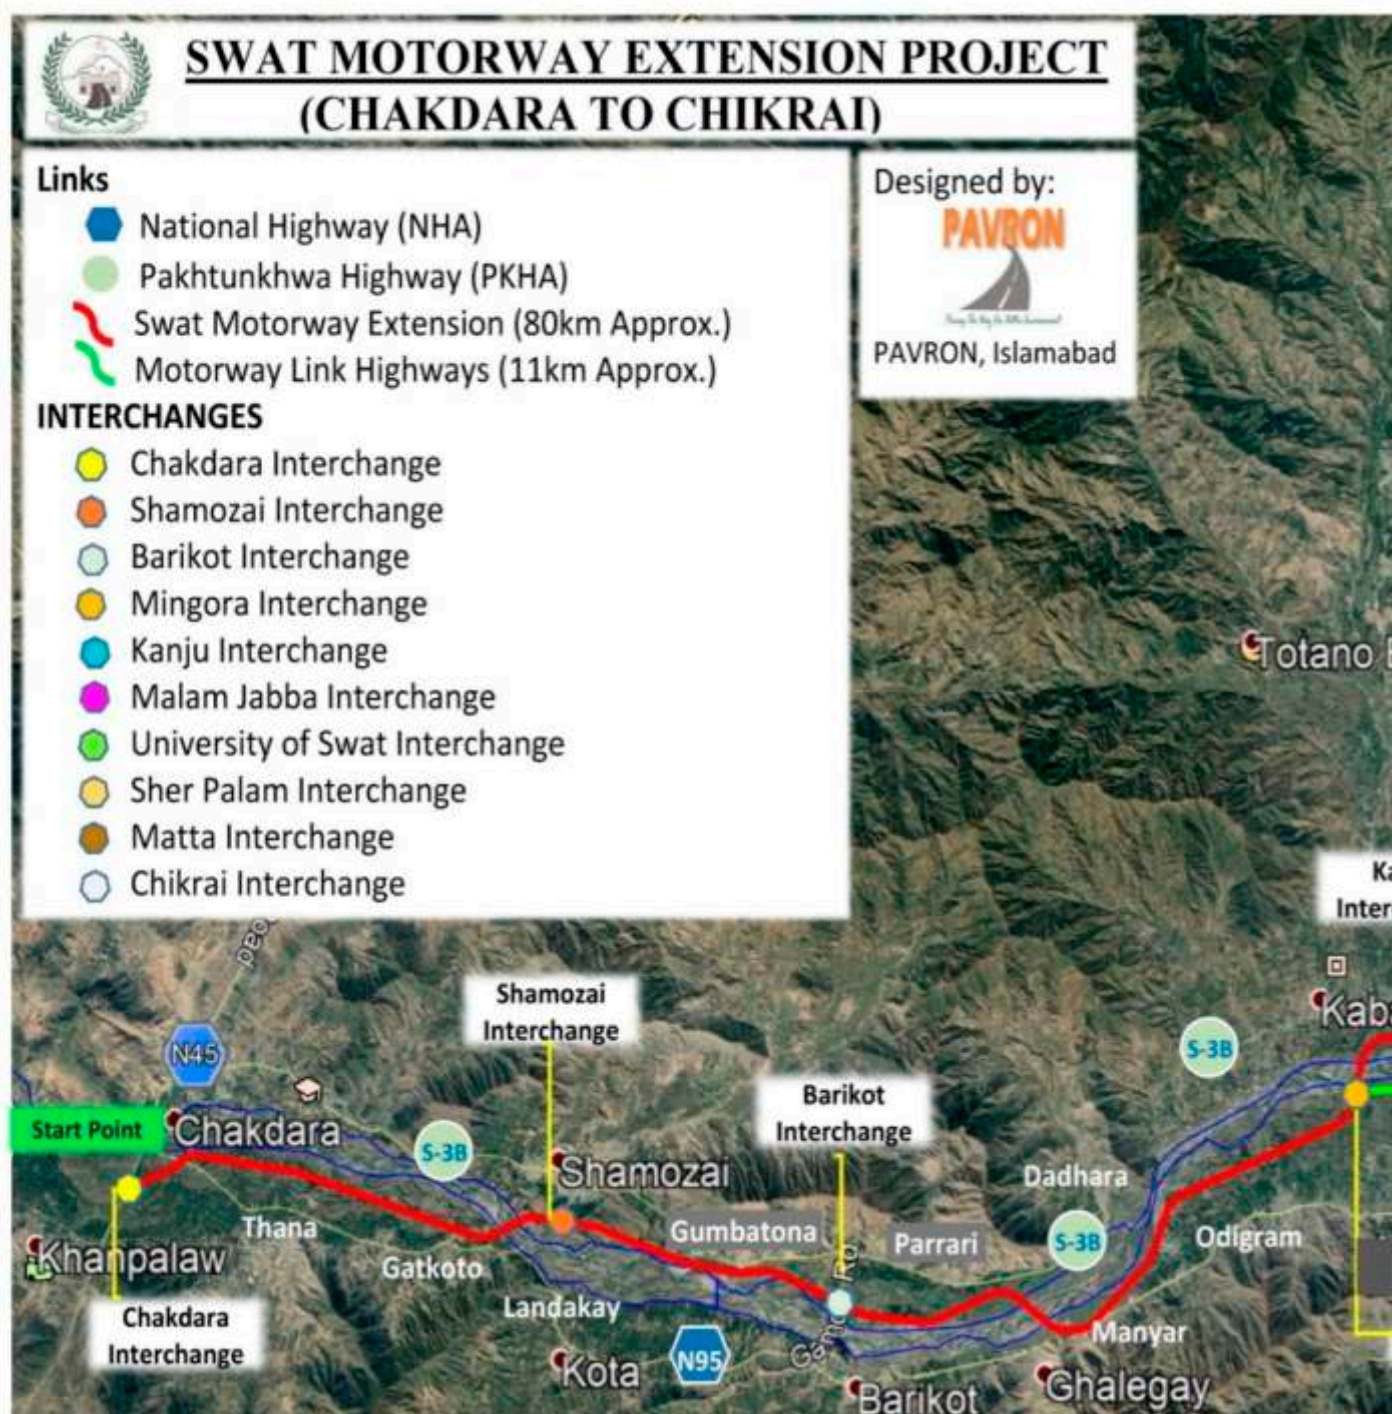 SWAT MOTORWAY EXTENSION PROJECT
(CHAKDARA TO CHIKRAI)
Links
National Highway (NHA)
Pakhtunkhwa Highway (PKHA)
Swat Motorway Extension (80km Approx.)
Motorway Link Highways (11km Approx.)
INTERCHANGES
Chakdara Interchange
Shamozai Interchange
Barikot Interchange
Mingora Interchange
Kanju Interchange
Malam Jabba Interchange
University of Swat Interchange
Sher Palam Interchange
Matta Interchange
Chikrai Interchange
Designed by:
PAVRON
PAVRON, Islamabad
Totano
Ka
Inter
Shamozai
Interchange
Kaba
N45
S-3B
Barikot
Interchange
Start Point
Chakdara
S-3B
Shamozai
Dadhara
Thana
Gumbatona
Parrari
S-3B
Odigram
Khanpalaw
Gatkoto
Rd
Landakay
Chakdara
Interchange
Manyar
N95
Kota
Barikot
Ghalegay